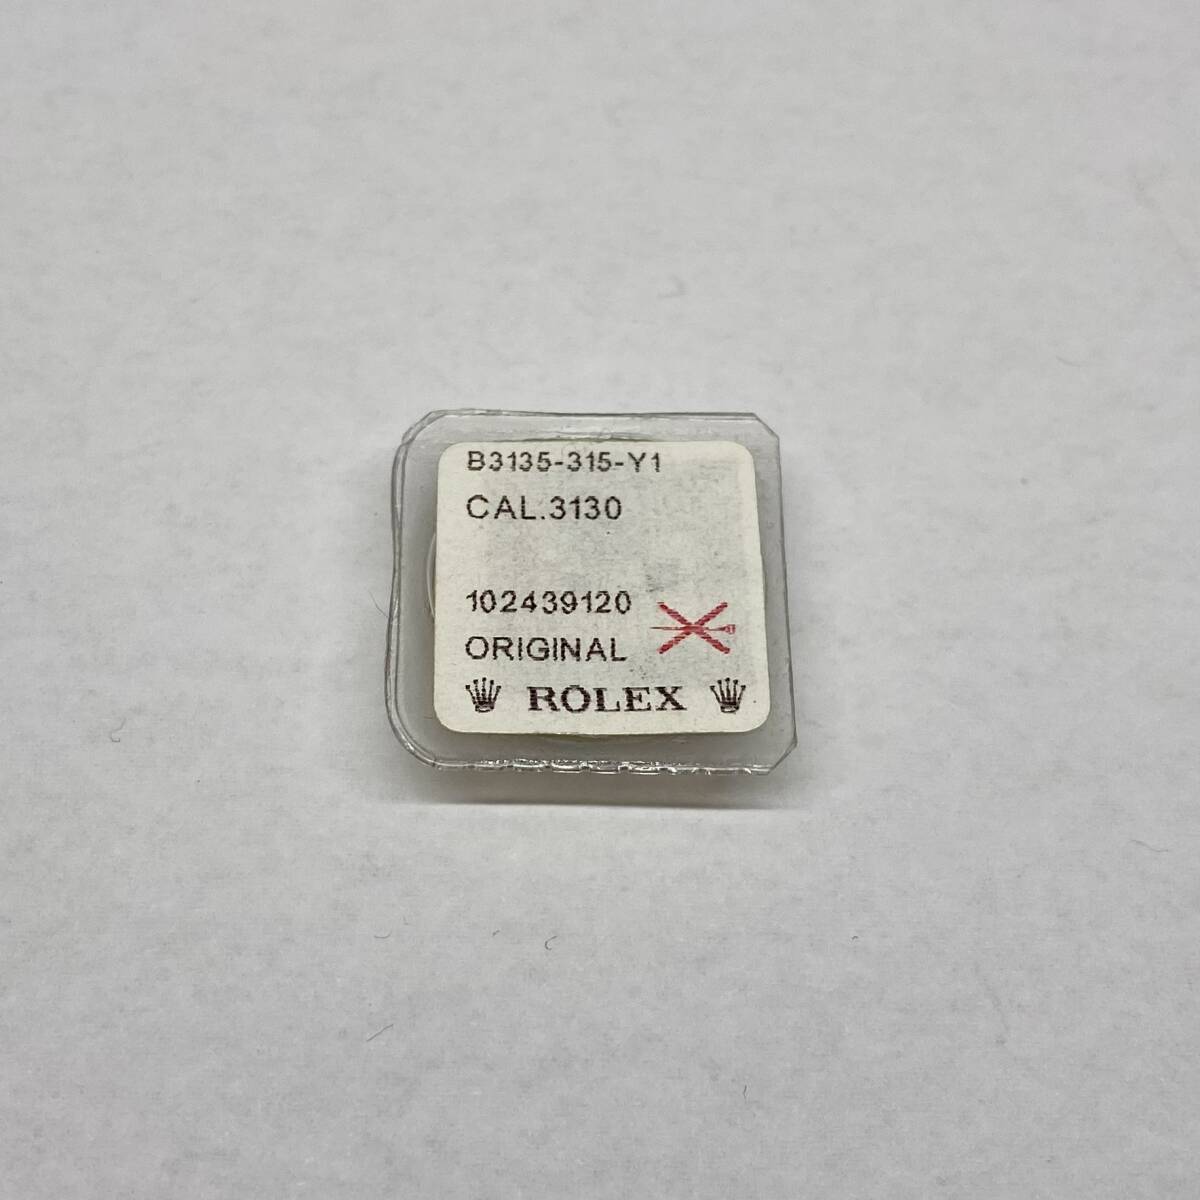 B3135-315-Y1
CAL.3130
102439120
ORIGINAL
ROLEX